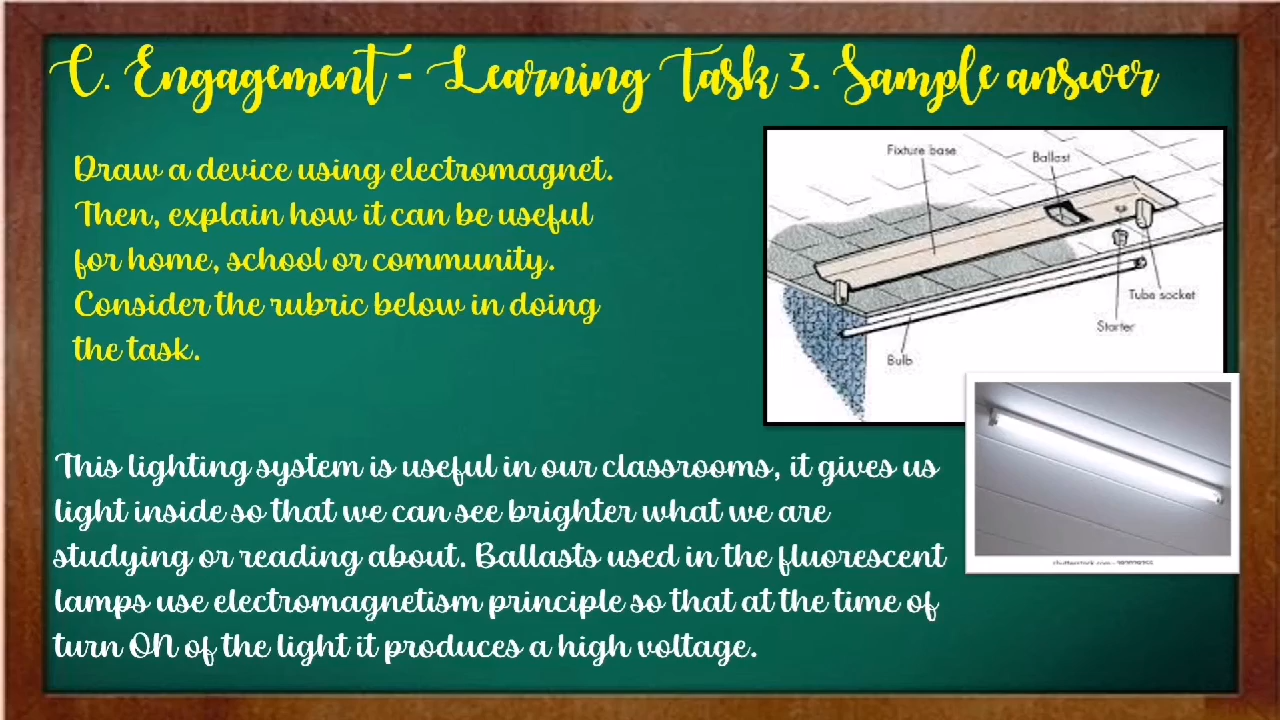 C. Engagement - Learning Task 3. Sample answer
Draw a device using electromagnet.
Then, explain how it can be useful
for home, school or community.
Consider the rubric below in doing
the task.
Fixture base
Ballast
Tube socket
Starter
Bulb
This lighting system is useful in our classrooms, it gives us
light inside so that we can see brighter what we are
studying or reading about. Ballasts used in the fluorescent
lamps use electromagnetism principle so that at the time of
turn ON of the light it produces a high voltage.